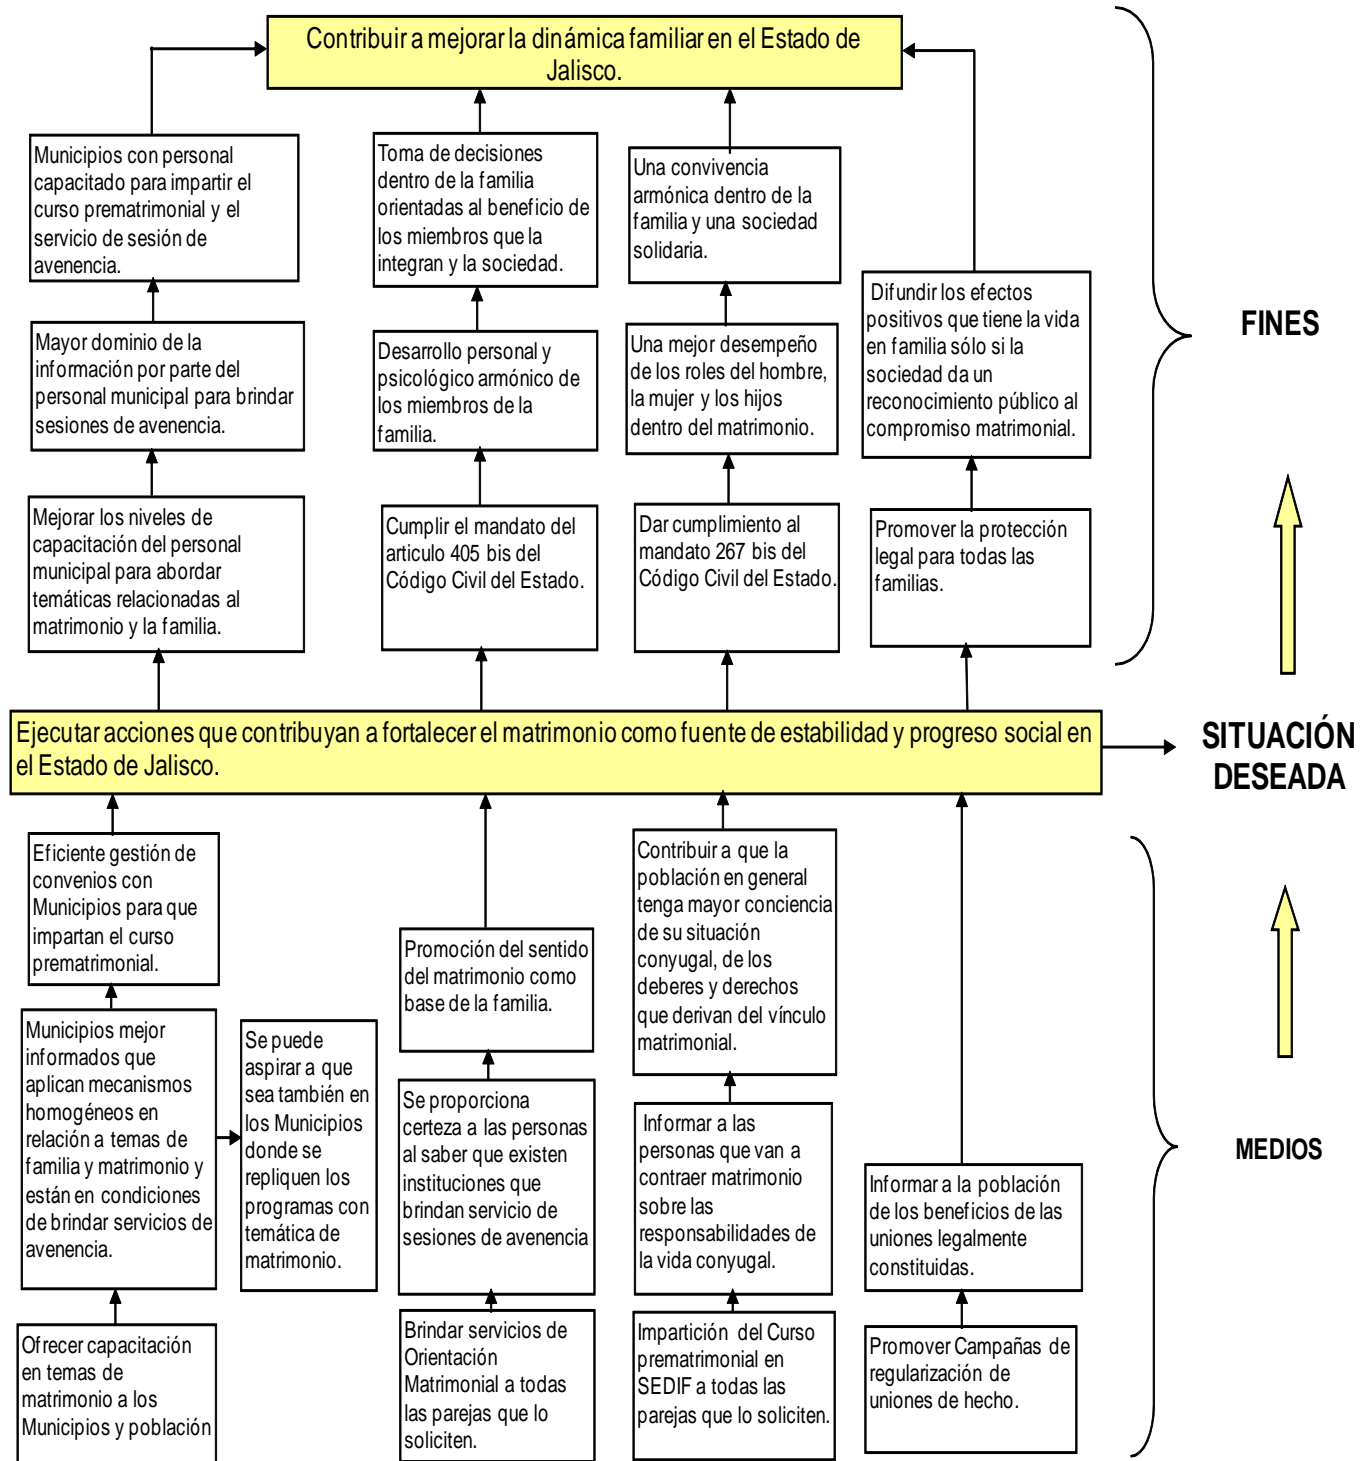 Contribuir a mejorar la dinámica familiar en el Estado de
Jalisco.
Municipios con personal
capacitado para impartir el
curso prematrimonial y el
servicio de sesión de
avenencia.
Toma de decisiones
dentro de la familia
orientadas al beneficio de
los miembros que la
integran y la sociedad.
Una convivencia
armónica dentro de la
familia y una sociedad
solidaria.
Difundir los efectos
positivos que tiene la vida
en familia sólo si la
sociedad da un
reconocimiento público al
compromiso matrimonial.
FINES
Mayor dominio de la
información por parte del
personal municipal para brindar
sesiones de avenencia.
Desarrollo personal y
psicológico armónico de
los miembros de la
familia.
Una mejor desempeño
de los roles del hombre,
la mujer y los hijos
dentro del matrimonio.
Mejorar los niveles de
capacitación del personal
municipal para abordar
temáticas relacionadas al
matrimonio y la familia.
Cumplir el mandato del
articulo 405 bis del
Código Civil del Estado.
Dar cumplimiento al
mandato 267 bis del
Código Civil del Estado.
Promover la protección
legal para todas las
familias.
Ejecutar acciones que contribuyan a fortalecer el matrimonio como fuente de estabilidad y progreso social en
el Estado de Jalisco.
SITUACIÓN
DESEADA
Eficiente gestión de
convenios con
Municipios para que
impartan el curso
prematrimonial.
Promoción del sentido
del matrimonio como
base de la familia.
Contribuir a que la
población en general
tenga mayor conciencia
de su situación
conyugal, de los
deberes y derechos
que derivan del vínculo
matrimonial.
Municipios mejor
informados que
aplican mecanismos
homogéneos en
relación a temas de
familia y matrimonio y
están en condiciones
de brindar servicios de
avenencia.
Se puede
aspirar a que
sea también en
los Municipios
donde se
repliquen los
programas con
temática de
matrimonio.
Se proporciona
certeza a las personas
al saber que existen
instituciones que
brindan servicio de
sesiones de avenencia
Informar a las
personas que van a
contraer matrimonio
sobre las
responsabilidades de
la vida conyugal.
Informar a la población
de los beneficios de las
uniones legalmente
constituidas.
MEDIOS
Ofrecer capacitación
en temas de
matrimonio a los
Municipios y población
Brindar servicios de
Orientación
Matrimonial a todas
las parejas que lo
soliciten.
Impartición del Curso
prematrimonial en
SEDIF a todas las
parejas que lo soliciten.
Promover Campañas de
regularización de
uniones de hecho.